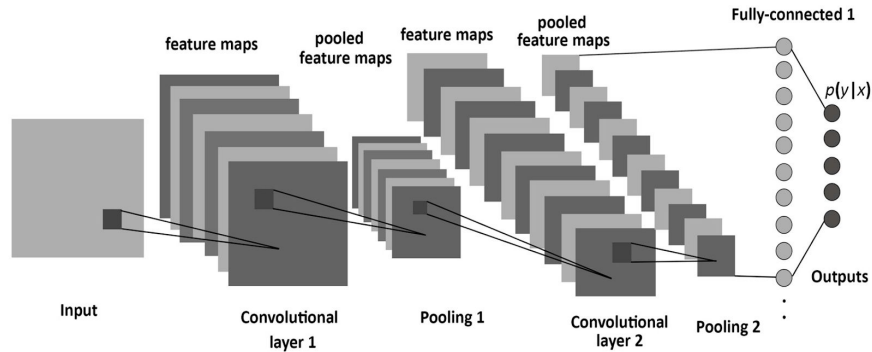 Fully-connected 1
feature maps
pooled
feature maps
feature maps
pooled
feature maps
p(y|x)
Input
Convolutional
layer 1
Pooling 1
Convolutional
layer 2
Pooling 2
Outputs